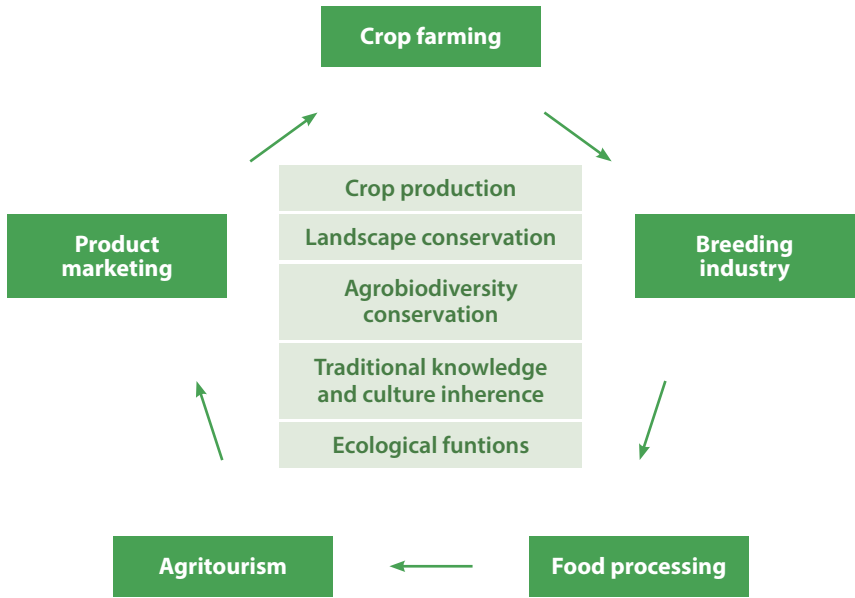 Crop farming
Crop production
Landscape conservation
Product
marketing
Breeding
industry
Agrobiodiversity
conservation
Traditional knowledge
and culture inherence
Ecological funtions
Agritourism
Food processing